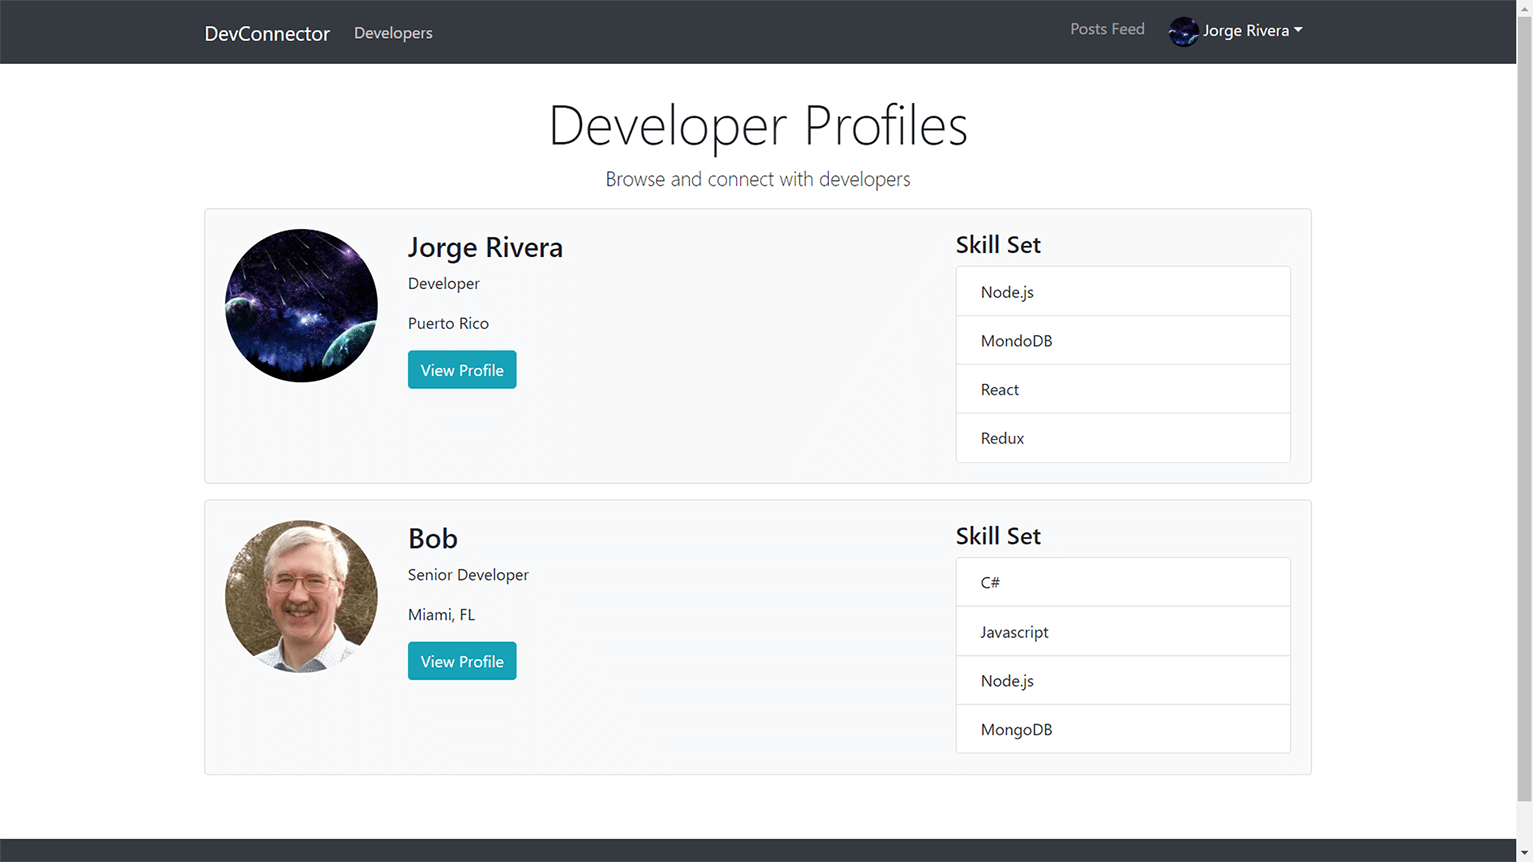 DevConnector Developers Posts Feed Jorge Rivera
Developer Profiles
Browse and connect with developers
Jorge Rivera
Developer
Puerto Rico
View Profile
Skill Set
Node.js
MondoDB
React
Redux
Bob
Senior Developer
Miami, FL
View Profile
Skill Set
C#
Javascript
Node.js
MongoDB